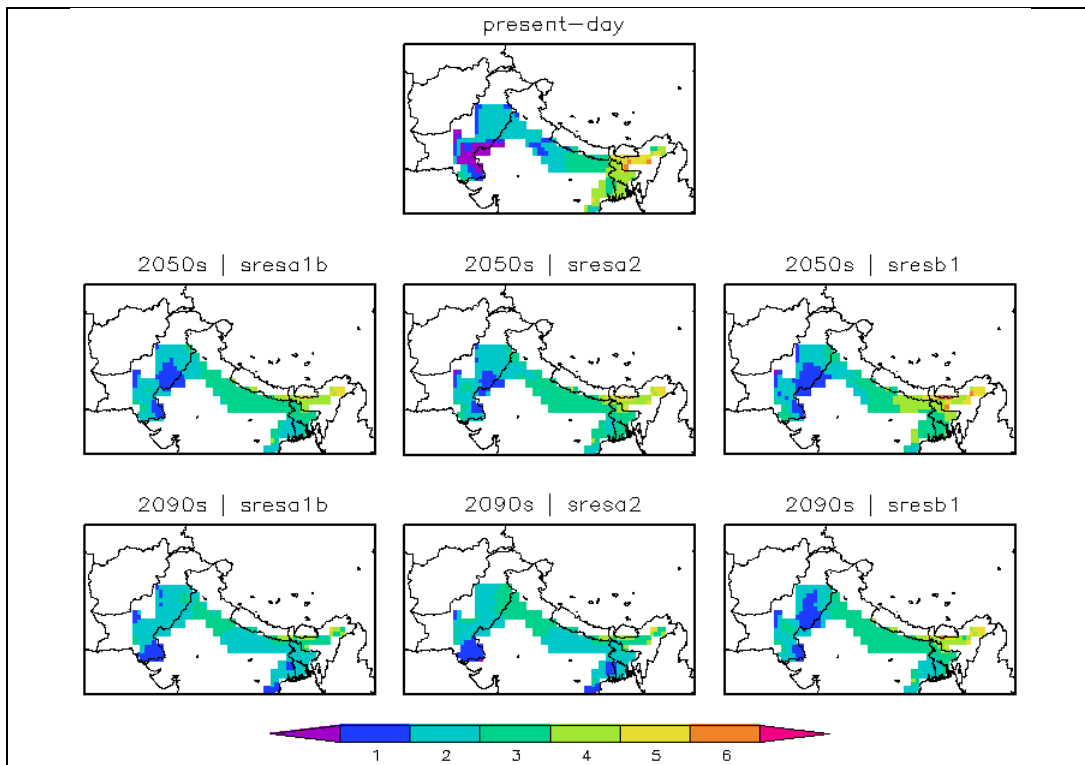 present-day
2050s | sresa1b
2050s | sresa2
2050s | sresb1
2090s | sresa1b
2090s | sresa2
2090s | sresb1
1 2 3 4 5 6